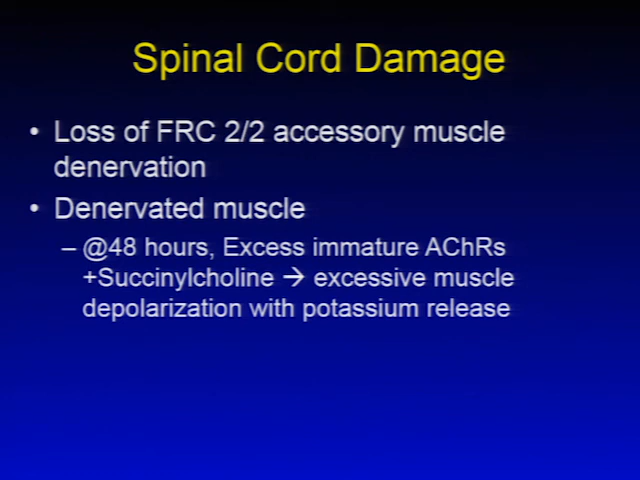 Spinal Cord Damage
• Loss of FRC 2/2 accessory muscle
denervation
• Denervated muscle
– @48 hours, Excess immature AChRs
+Succinylcholine → excessive muscle
depolarization with potassium release